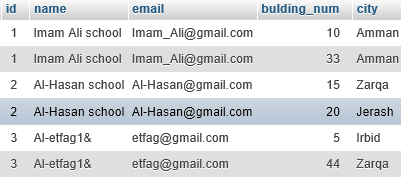 id name email bulding_num city
1 Imam Ali school Imam_Ali@gmail.com 10 Amman
1 Imam Ali school Imam_Ali@gmail.com 33 Amman
2 Al-Hasan school Al-Hasan@gmail.com 15 Zarqa
2 Al-Hasan school Al-Hasan@gmail.com 20 Jerash
3 Al-etfag1& etfag@gmail.com 5 Irbid
3 Al-etfag1& etfag@gmail.com 44 Zarqa